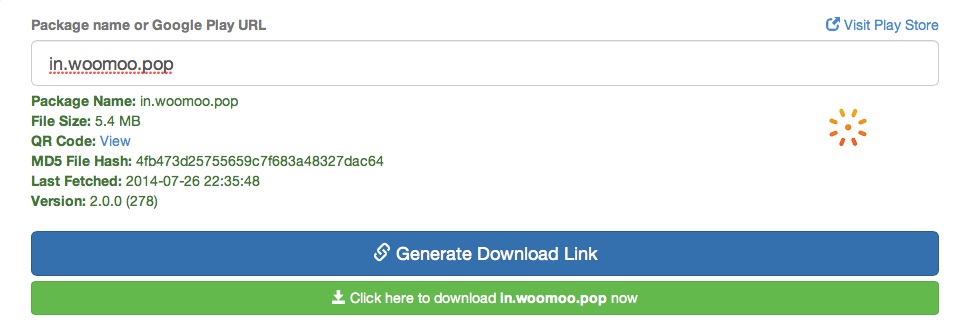 Package name or Google Play URL Visit Play Store
in.woomoo.pop
Package Name: in.woomoo.pop
File Size: 5.4 MB
QR Code: View
MD5 File Hash: 4fb473d25755659c7f683a48327dac64
Last Fetched: 2014-07-26 22:35:48
Version: 2.0.0 (278)
Generate Download Link
Click here to download in.woomoo.pop now